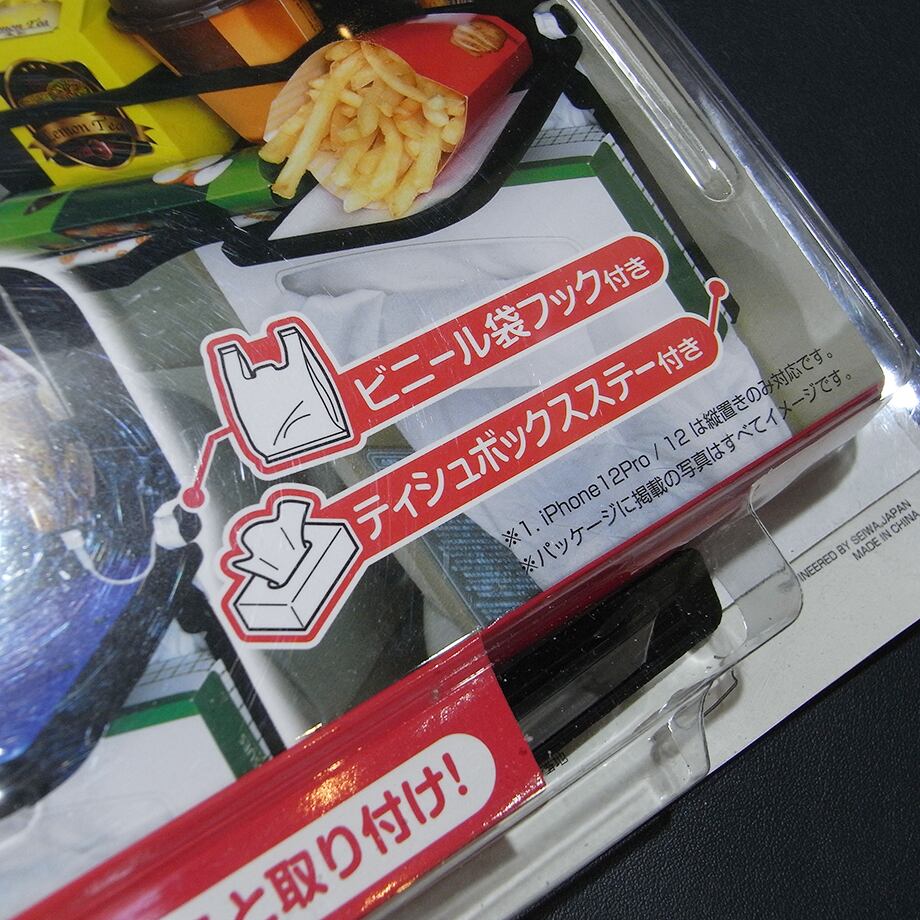 Lemon Tea
ビニール袋フック付き
ティシュボックスステー付き
※1. iPhone12Pro / 12 は縦置きのみ対応です。
※パッケージに掲載の写真はすべてイメージです。
INEERED BY SEIWA,JAPAN
MADE IN CHINA
と取り付け!